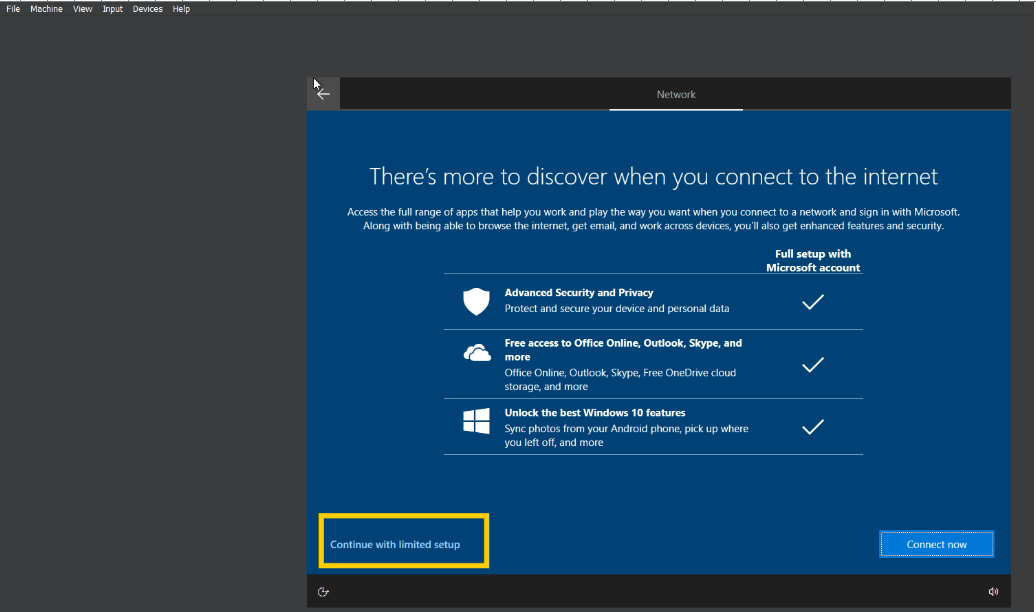 File Machine View Input Devices Help
Network
There's more to discover when you connect to the internet
Access the full range of apps that help you work and play the way you want when you connect to a network and sign in with Microsoft.
Along with being able to browse the internet, get email, and work across devices, you'll also get enhanced features and security.
Full setup with
Microsoft account
Advanced Security and Privacy
Protect and secure your device and personal data
Free access to Office Online, Outlook, Skype, and
more
Office Online, Outlook, Skype, Free OneDrive cloud
storage, and more
Unlock the best Windows 10 features
Sync photos from your Android phone, pick up where
you left off, and more
Continue with limited setup
Connect now